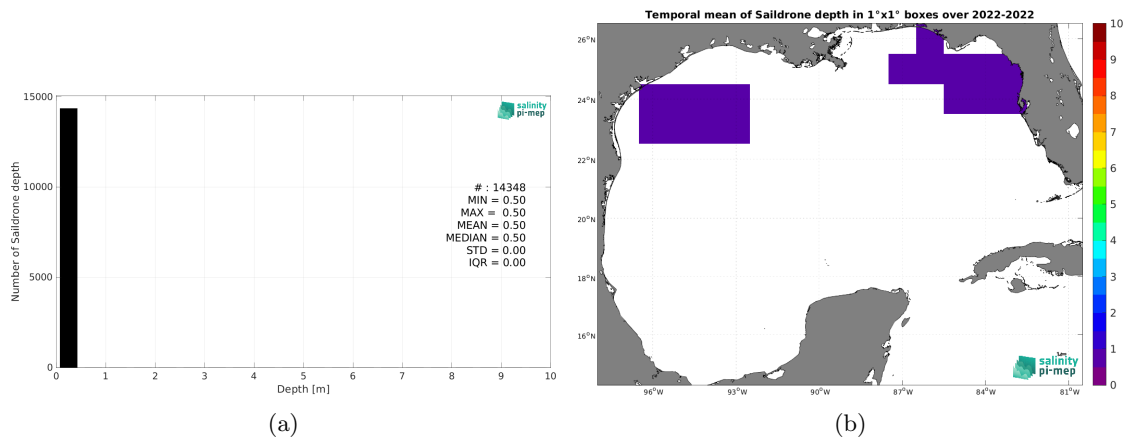 Temporal mean of Saildrone depth in 1°x1° boxes over 2022-2022
15000
10000
5000
0
Number of Saildrone depth
0 1 2 3 4 5 6 7 8 9 10
Depth [m]
salinity
pi-mep
# : 14348
MIN = 0.50
MAX = 0.50
MEAN = 0.50
MEDIAN = 0.50
STD = 0.00
IQR = 0.00
(a)
26°N
24°N
22°N
20°N
18°N
16°N
96°W 93°W 90°W 87°W 84°W 81°W
salinity
pi-mep
10
9
8
7
6
5
4
3
2
1
0
(b)